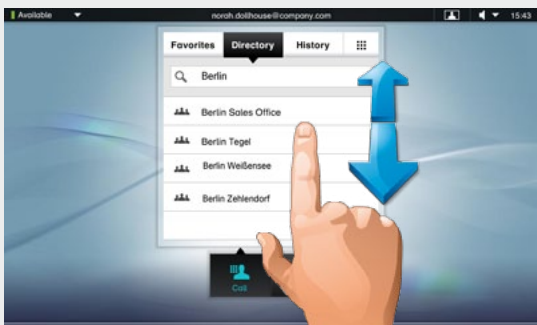 Available norah.dollhouse@company.com 15:43
Favorites Directory History
Berlin
Berlin Sales Office
Berlin Tegel
Berlin Weißensee
Berlin Zehlendorf
Call